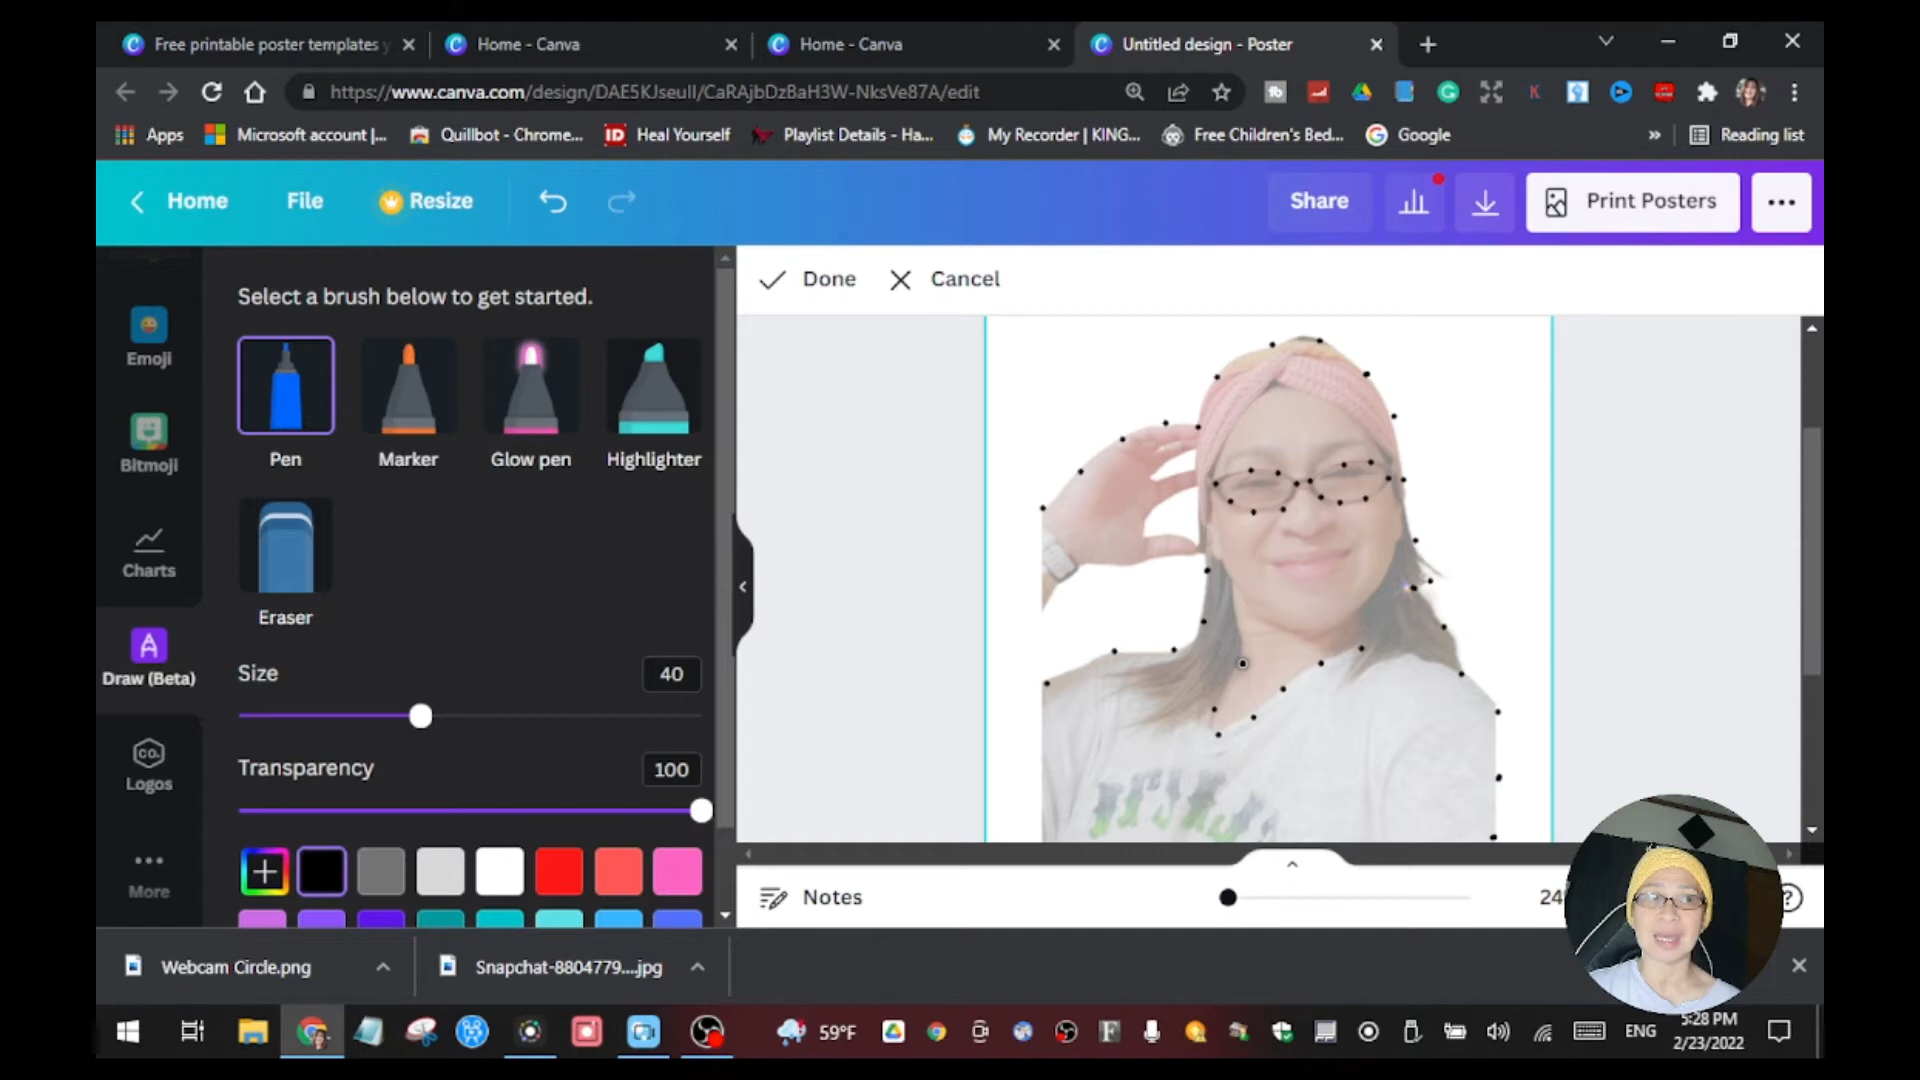 Free printable poster templates y
Home - Canva
Home - Canva
Untitled design - Poster
https://www.canva.com/design/DAE5KJseuII/CaRAjbDzBaH3W-NksVe87A/edit
Apps
Microsoft account |...
Quillbot - Chrome...
Heal Yourself
Playlist Details - Ha...
My Recorder | KING...
Free Children's Bed...
Google
» Reading list
Home
File
Resize
Share
Print Posters
Select a brush below to get started.
Done
Cancel
Emoji
Bitmoji
Charts
Draw (Beta)
CO.
Logos
More
Pen
Marker
Glow pen
Highlighter
Eraser
Size
40
Transparency
100
Notes
24
Webcam Circle.png
Snapchat-8804779....jpg
59°F
ENG
5:28 PM
2/23/2022